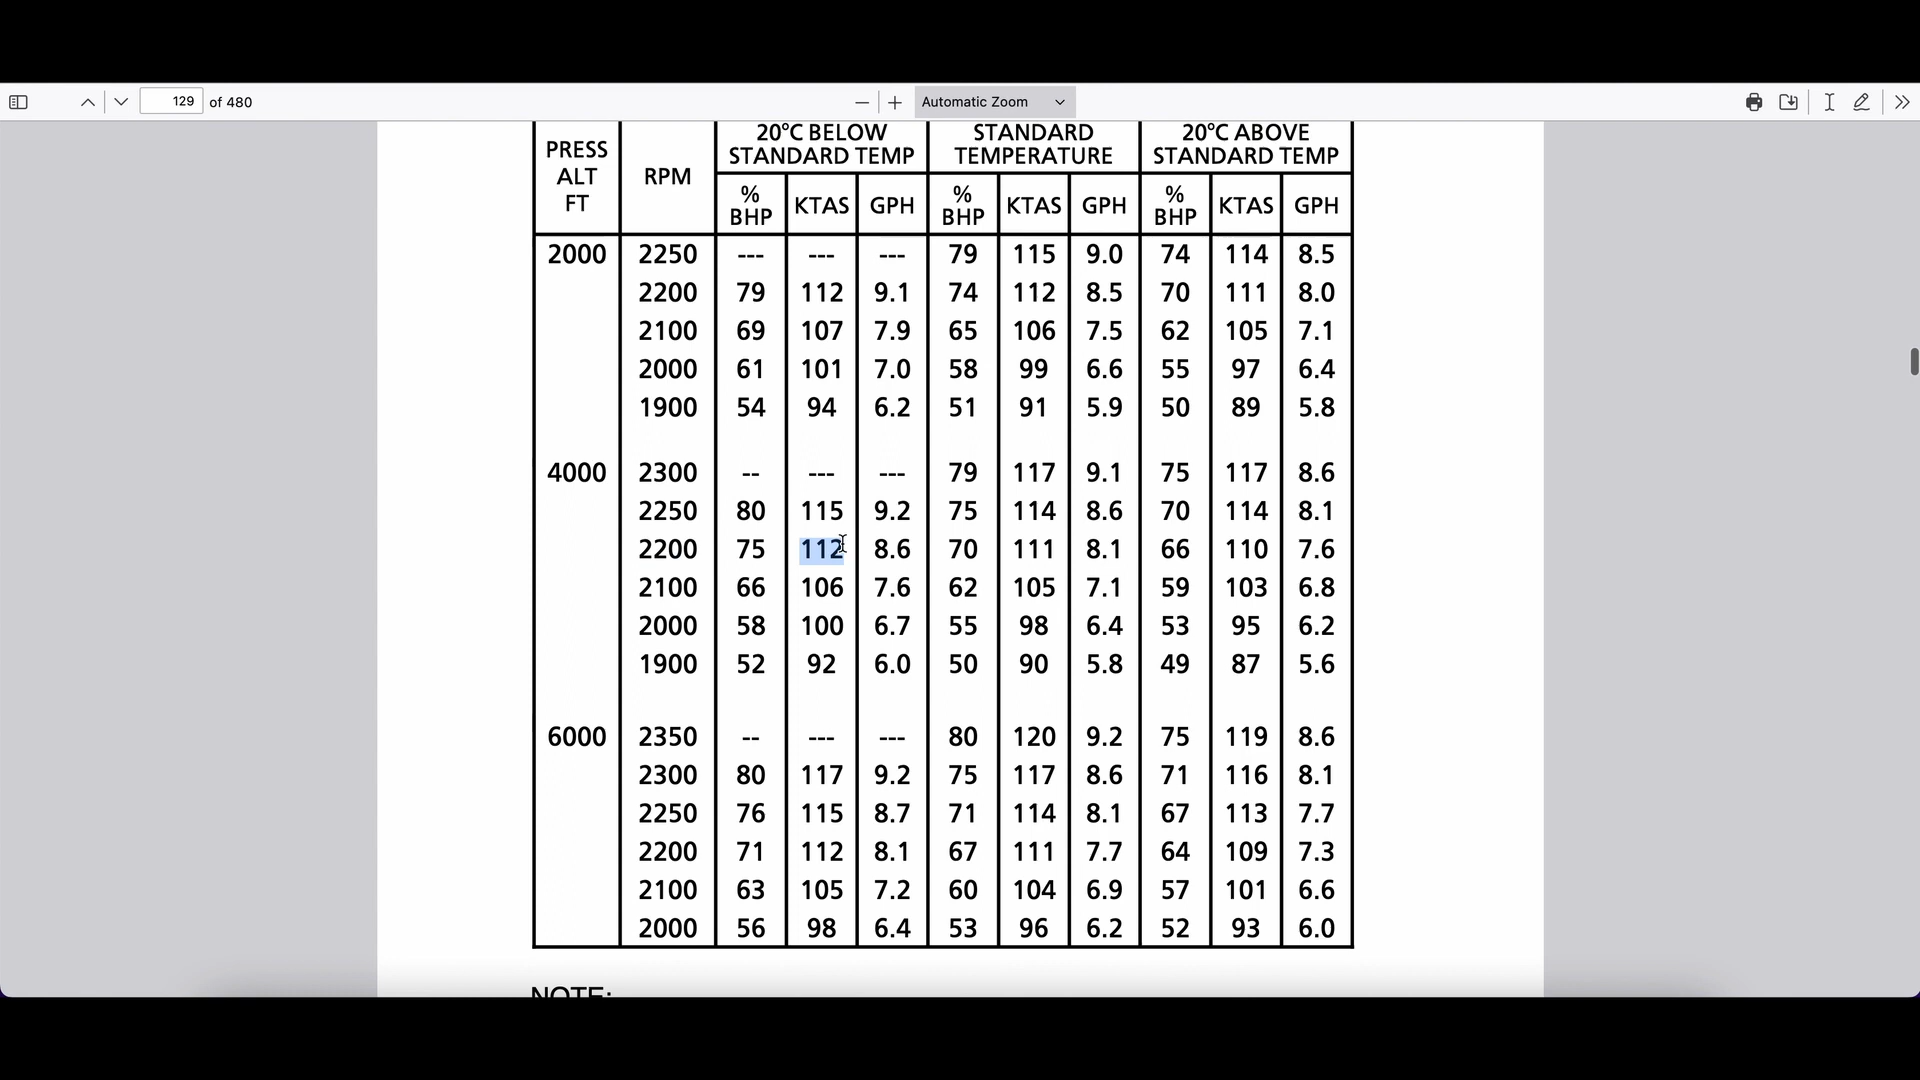 129 of 480 Automatic Zoom
PRESS ALT FT RPM 20°C BELOW STANDARD TEMP STANDARD TEMPERATURE 20°C ABOVE STANDARD TEMP
% BHP KTAS GPH % BHP KTAS GPH % BHP KTAS GPH
2000 2250 --- --- --- 79 115 9.0 74 114 8.5
2200 79 112 9.1 74 112 8.5 70 111 8.0
2100 69 107 7.9 65 106 7.5 62 105 7.1
2000 61 101 7.0 58 99 6.6 55 97 6.4
1900 54 94 6.2 51 91 5.9 50 89 5.8
4000 2300 -- --- --- 79 117 9.1 75 117 8.6
2250 80 115 9.2 75 114 8.6 70 114 8.1
2200 75 112 8.6 70 111 8.1 66 110 7.6
2100 66 106 7.6 62 105 7.1 59 103 6.8
2000 58 100 6.7 55 98 6.4 53 95 6.2
1900 52 92 6.0 50 90 5.8 49 87 5.6
6000 2350 -- --- --- 80 120 9.2 75 119 8.6
2300 80 117 9.2 75 117 8.6 71 116 8.1
2250 76 115 8.7 71 114 8.1 67 113 7.7
2200 71 112 8.1 67 111 7.7 64 109 7.3
2100 63 105 7.2 60 104 6.9 57 101 6.6
2000 56 98 6.4 53 96 6.2 52 93 6.0
NOTE: